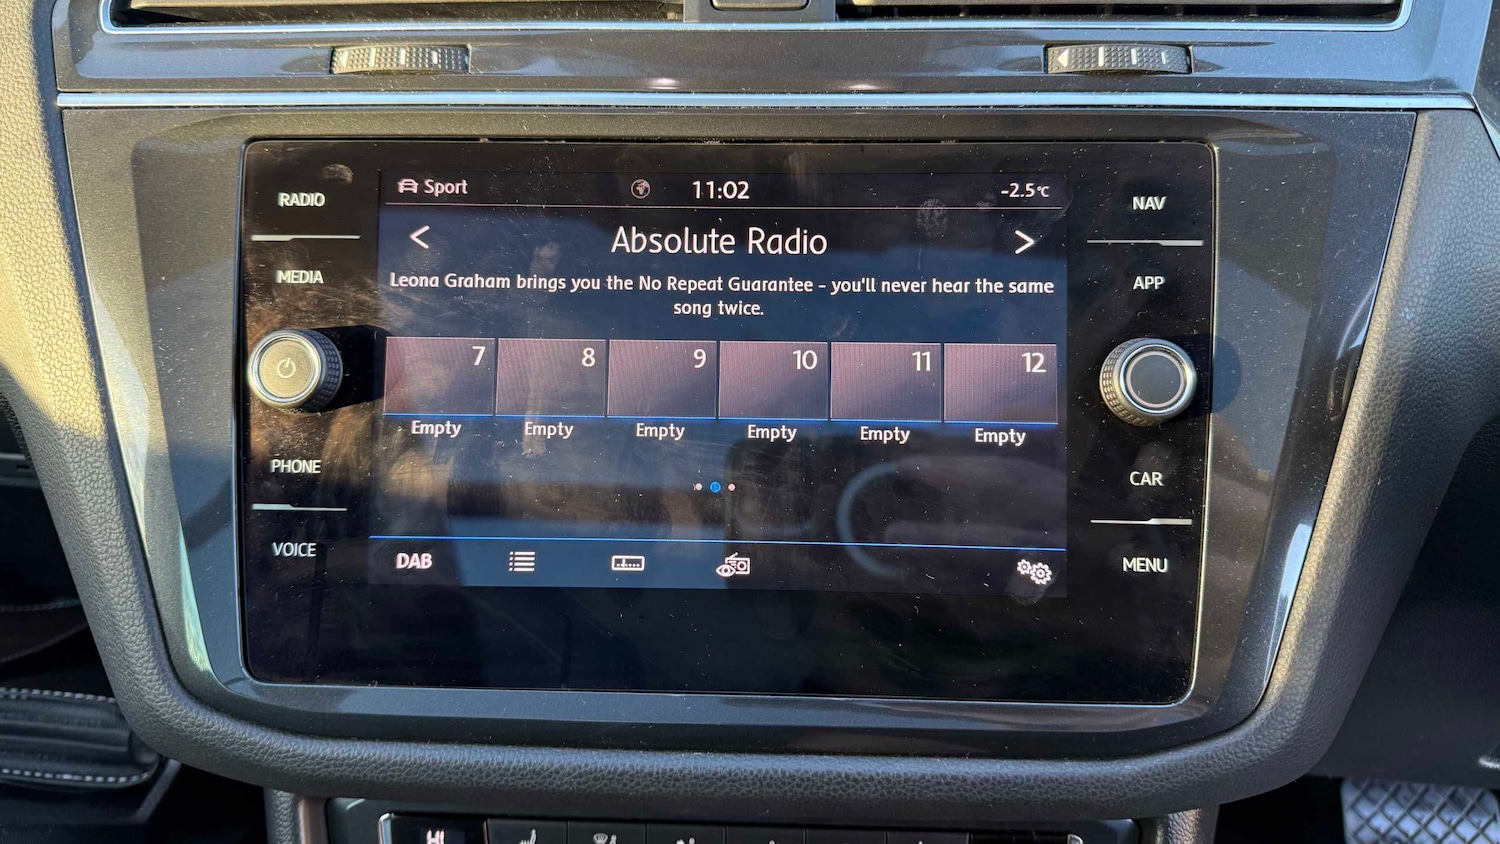 Sport 11:02 -2.5°C
RADIO NAV
< Absolute Radio >
MEDIA APP
Leona Graham brings you the No Repeat Guarantee - you'll never hear the same
song twice.
7 8 9 10 11 12
Empty Empty Empty Empty Empty Empty
PHONE CAR
VOICE DAB MENU
HI